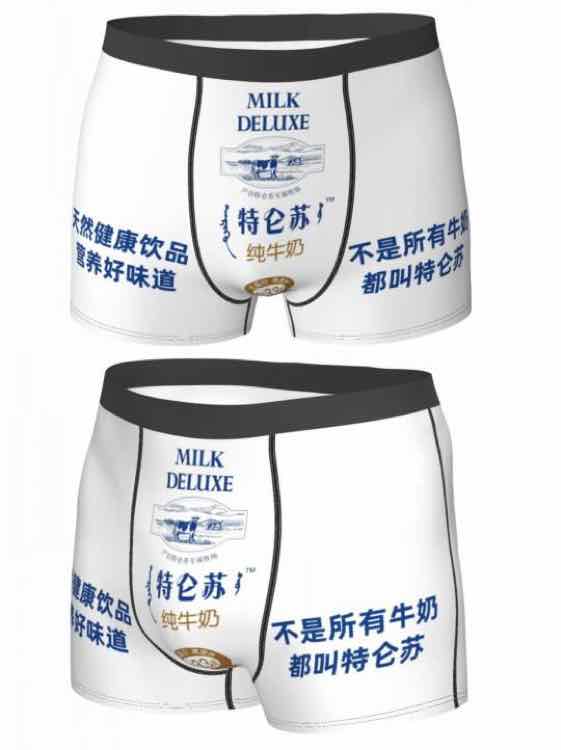 MILK
DELUXE
特仑苏
TM
纯牛奶
天然健康饮品
营养好味道
不是所有牛奶
都叫特仑苏
MILK
DELUXE
特仑苏
TM
纯牛奶
健康饮品
好味道
不是所有牛奶
都叫特仑苏